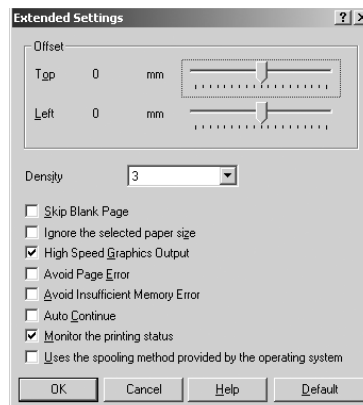 Extended Settings ? X
Offset
Top 0 mm
Left 0 mm
Density 3
Skip Blank Page
Ignore the selected paper size
High Speed Graphics Output
Avoid Page Error
Avoid Insufficient Memory Error
Auto Continue
Monitor the printing status
Uses the spooling method provided by the operating system
OK Cancel Help Default